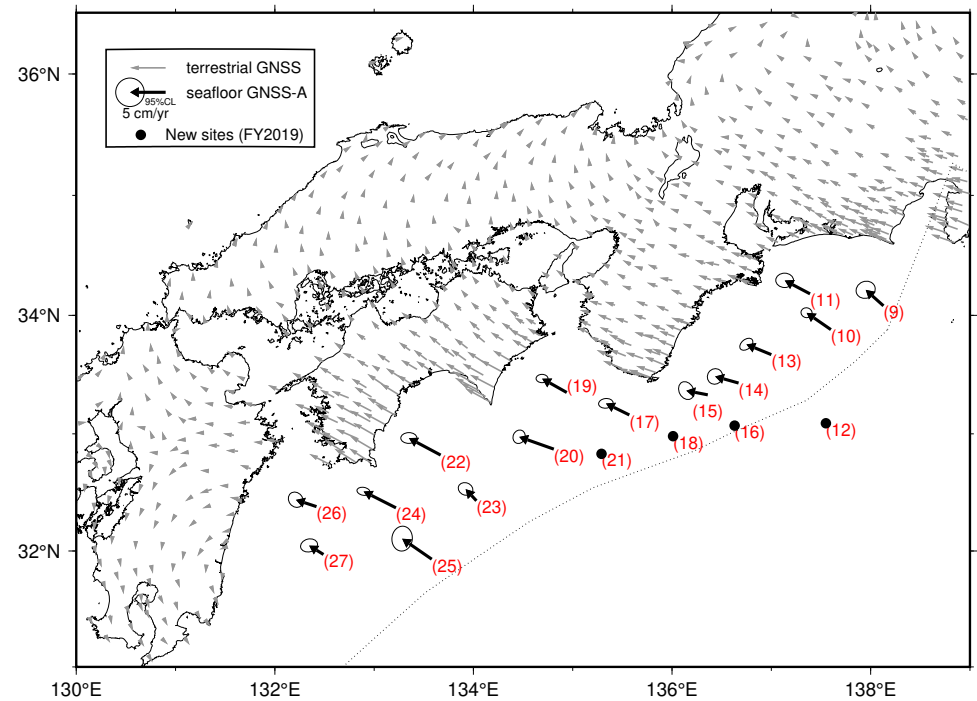 36°N
34°N
32°N
130°E
132°E
134°E
136°E
138°E
terrestrial GNSS
seafloor GNSS-A
95%CL
5 cm/yr
New sites (FY2019)
(9)
(11)
(10)
(13)
(14)
(19)
(15)
(17)
(12)
(16)
(18)
(20)
(21)
(22)
(23)
(24)
(26)
(27)
(25)